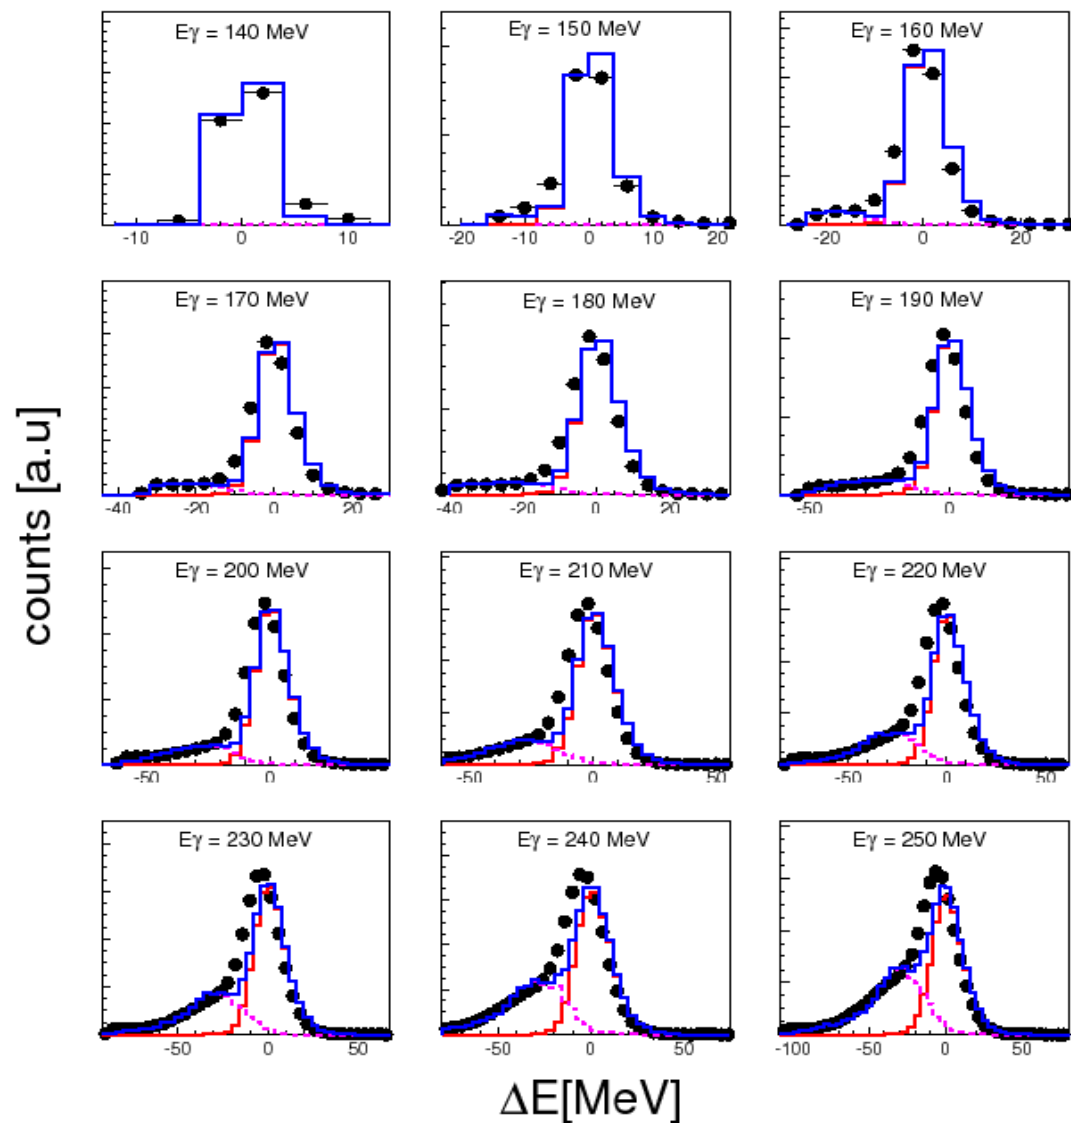 Eγ = 140 MeV
Eγ = 150 MeV
Eγ = 160 MeV
-10 0 10
-20 -10 0 10 20
-20 0 20
Eγ = 170 MeV
Eγ = 180 MeV
Eγ = 190 MeV
-40 -20 0 20
-40 -20 0 20
-50 0
counts [a.u]
Eγ = 200 MeV
Eγ = 210 MeV
Eγ = 220 MeV
-50 0
-50 0 50
-50 0 50
Eγ = 230 MeV
Eγ = 240 MeV
Eγ = 250 MeV
-50 0 50
-50 0 50
-100 -50 0 50
ΔE[MeV]